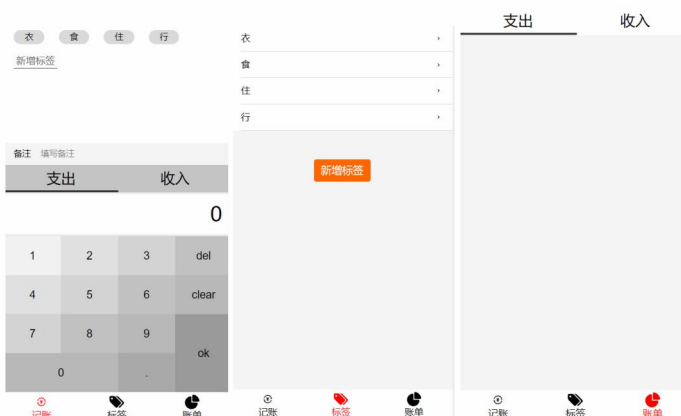 衣 食 住 行
新增标签
备注 填写备注
支出 收入
0
1 2 3 del
4 5 6 clear
7 8 9
ok
0 .
记账 标签 账单
衣
食
住
行
新增标签
记账 标签 账单
支出 收入
记账 标签 账单